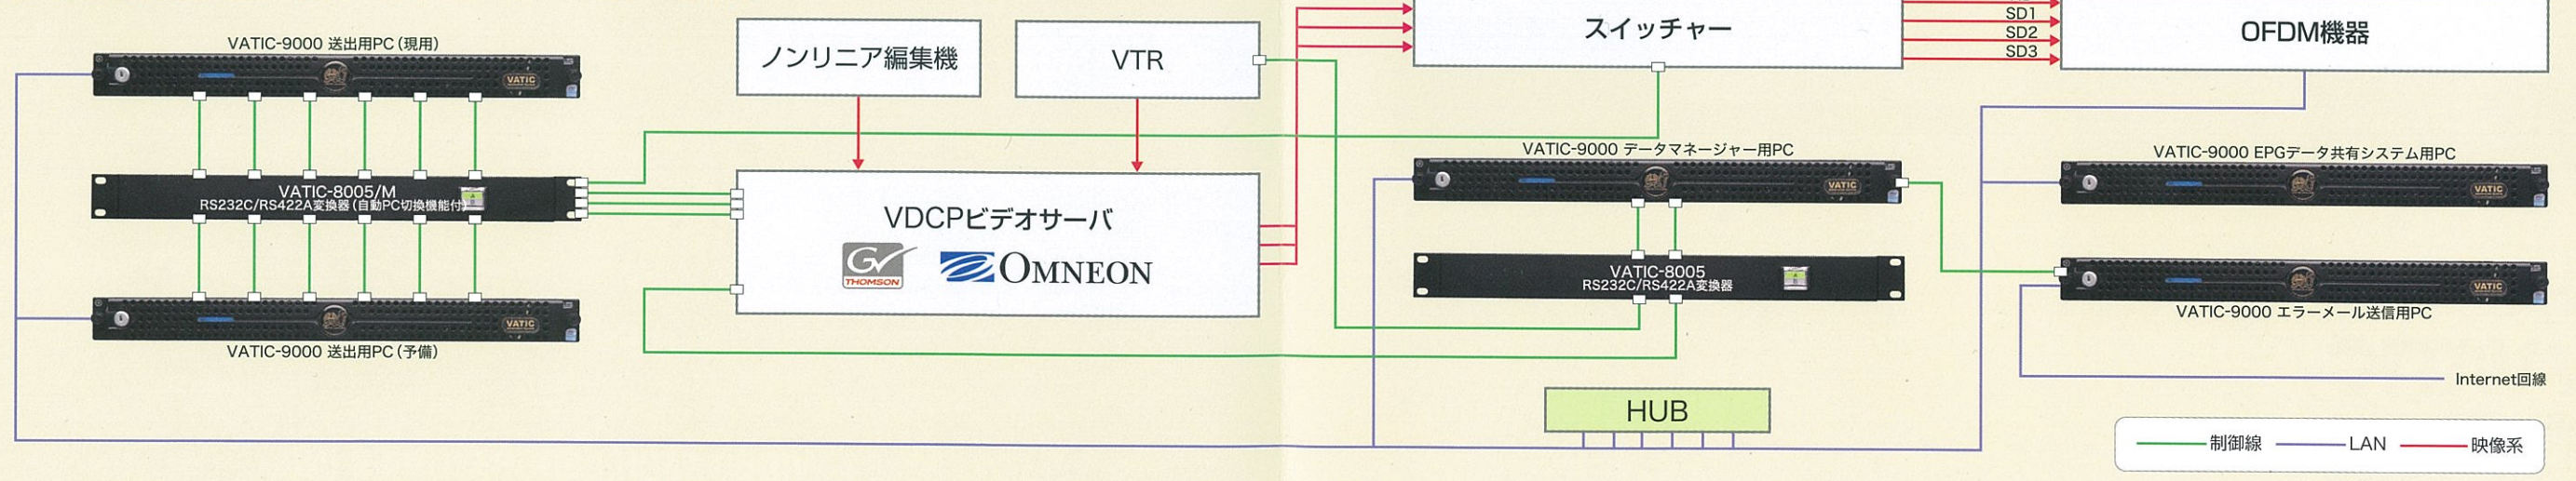 VATIC-9000 送出用PC(現用)
VATIC
VATIC-8005/M
RS232C/RS422A変換器(自動PC切換機能付)
VATIC
VATIC-9000 送出用PC(予備)
ノンリニア編集機
VTR
VDCPビデオサーバ
GV
THOMSON
OMNEON
スイッチャー
SD1
SD2
SD3
OFDM機器
VATIC-9000 データマネージャー用PC
VATIC
VATIC-8005
RS232C/RS422A変換器
HUB
VATIC-9000 EPGデータ共有システム用PC
VATIC
VATIC
VATIC-9000 エラーメール送信用PC
Internet回線
制御線 LAN 映像系